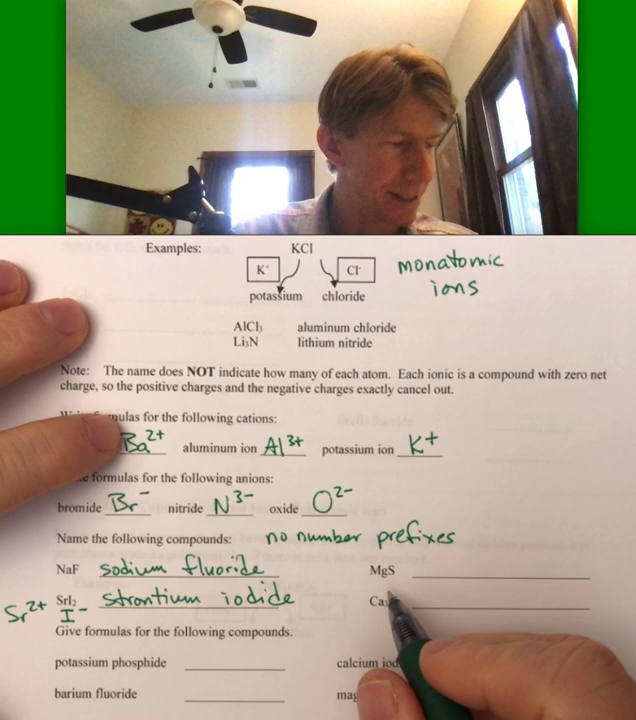 Examples: KCl
K⁺ Cl⁻ monatomic
potassium chloride ions
AlCl₃ aluminum chloride
Li₃N lithium nitride
Note: The name does NOT indicate how many of each atom. Each ionic is a compound with zero net
charge, so the positive charges and the negative charges exactly cancel out.
for the following cations:
Ba²⁺ aluminum ion Al³⁺ potassium ion K⁺
formulas for the following anions:
bromide Br⁻ nitride N³⁻ oxide O²⁻
Name the following compounds: no number prefixes
NaF sodium fluoride MgS
SrI₂ strontium iodide
Sr²⁺ I⁻
Give formulas for the following compounds.
potassium phosphide calcium
barium fluoride